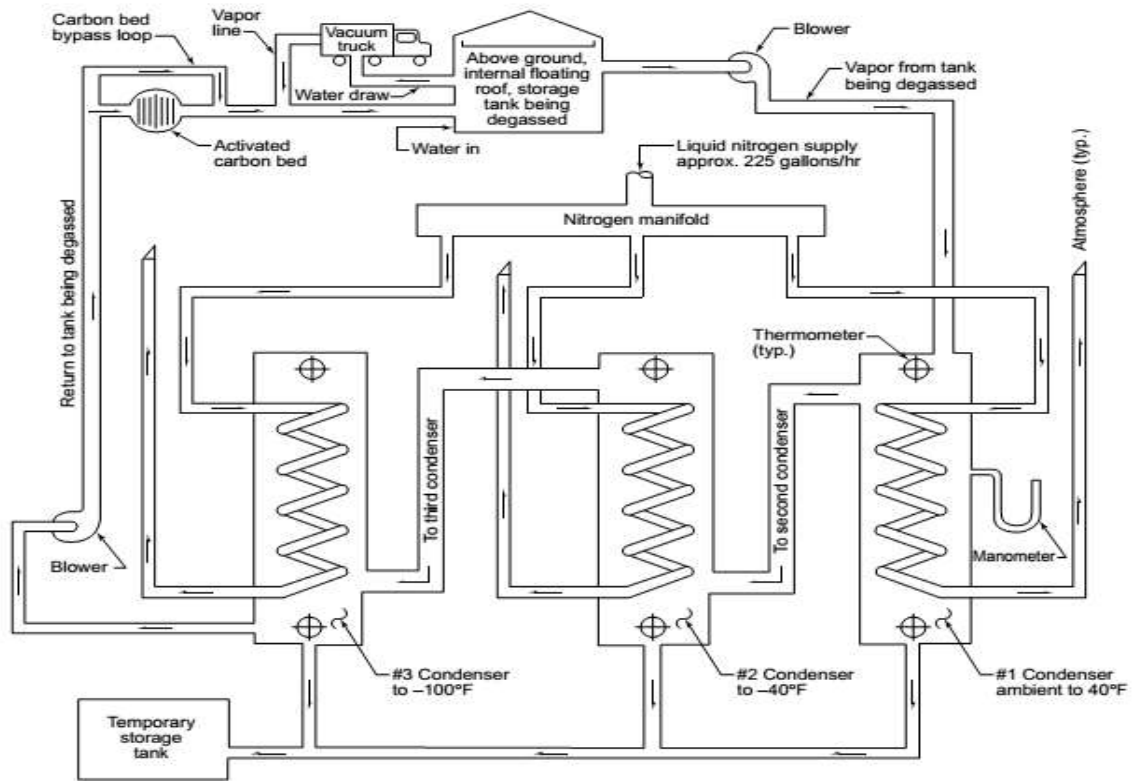 Carbon bed
bypass loop
Vapor
line
Vacuum
truck
Water draw
Above ground,
internal floating
roof, storage
tank being
degassed
Blower
Vapor from tank
being degassed
Activated
carbon bed
Water in
Liquid nitrogen supply
approx. 225 gallons/hr
Nitrogen manifold
Return to tank being degassed
Atmosphere (typ.)
Thermometer
(typ.)
To third condenser
To second condenser
Blower
Manometer
#3 Condenser
to –100°F
#2 Condenser
to –40°F
#1 Condenser
ambient to 40°F
Temporary
storage
tank